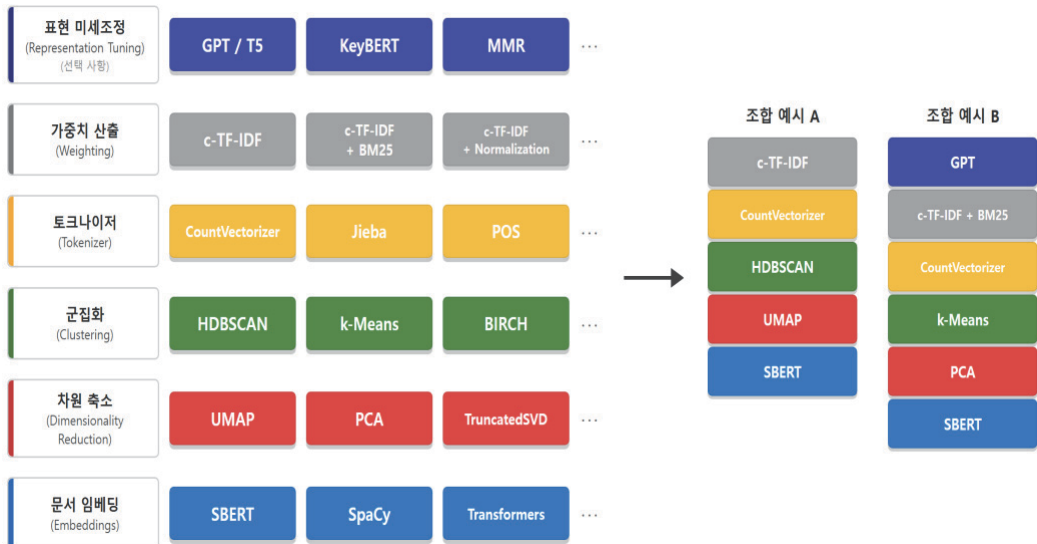 표현 미세조정
(Representation Tuning)
(선택 사항)
GPT / T5
KeyBERT
MMR
...
가중치 산출
(Weighting)
c-TF-IDF
c-TF-IDF
+ BM25
c-TF-IDF
+ Normalization
...
토크나이저
(Tokenizer)
CountVectorizer
Jieba
POS
...
군집화
(Clustering)
HDBSCAN
k-Means
BIRCH
...
차원 축소
(Dimensionality
Reduction)
UMAP
PCA
TruncatedSVD
...
문서 임베딩
(Embeddings)
SBERT
SpaCy
Transformers
...
조합 예시 A
c-TF-IDF
CountVectorizer
HDBSCAN
UMAP
SBERT
조합 예시 B
GPT
c-TF-IDF + BM25
CountVectorizer
k-Means
PCA
SBERT